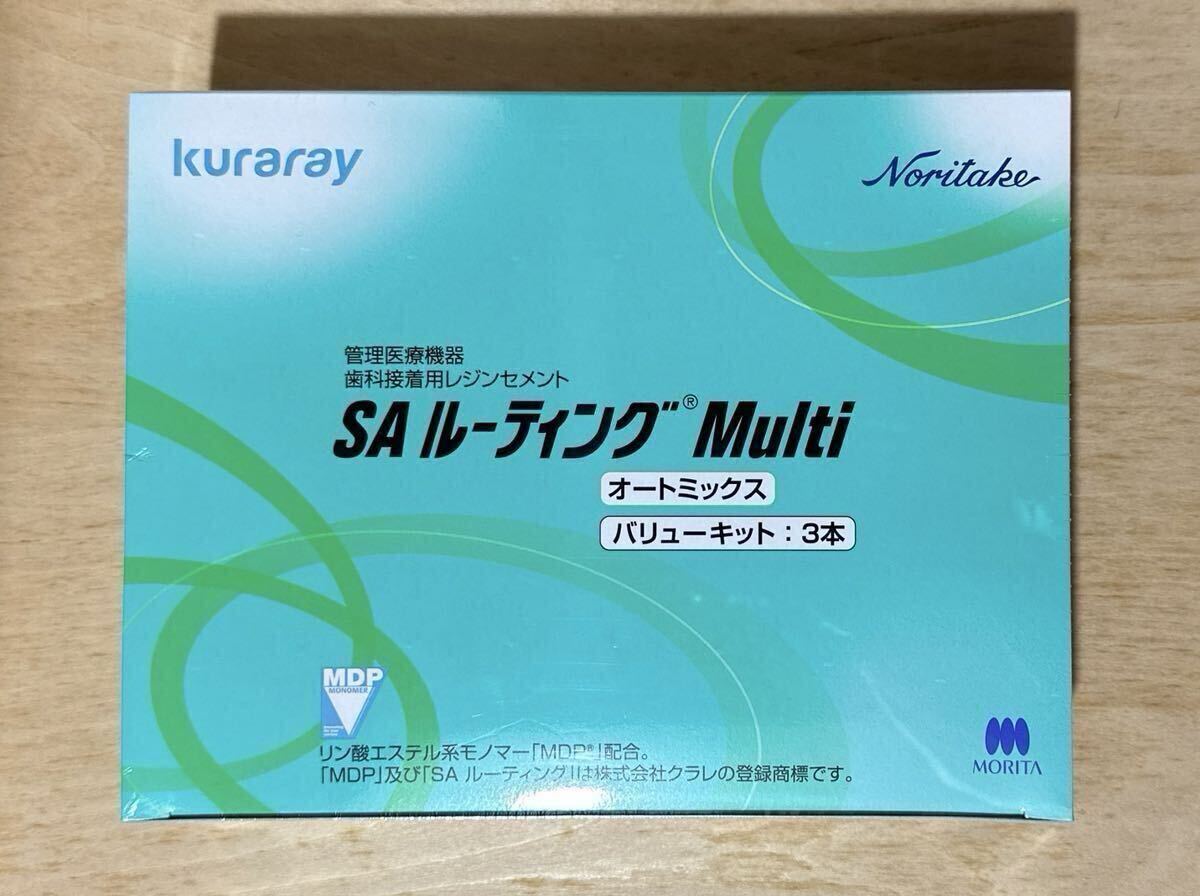 kuraray
Noritake
管理医療機器
歯科接着用レジンセメント
SA ルーティング® Multi
オートミックス
バリューキット：3本
MDP
MONOMER
リン酸エステル系モノマー「MDP®」配合。
「MDP」及び「SA ルーティング」は株式会社クラレの登録商標です。
MORITA